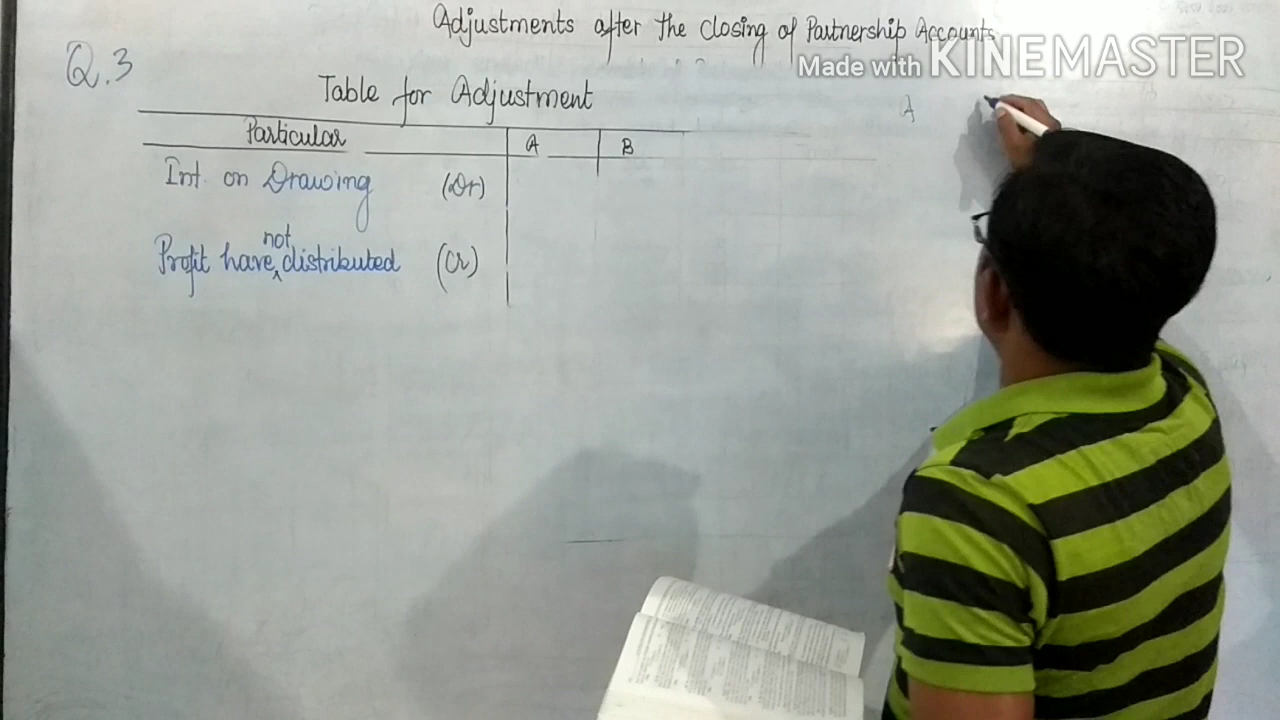 Adjustments after the closing of Partnership Accounts
Made with KINEMASTER
Q.3
Table for Adjustment
A
Particular A B
Int. on Drawing (Dr)
not
Profit have ^ distributed (Cr)